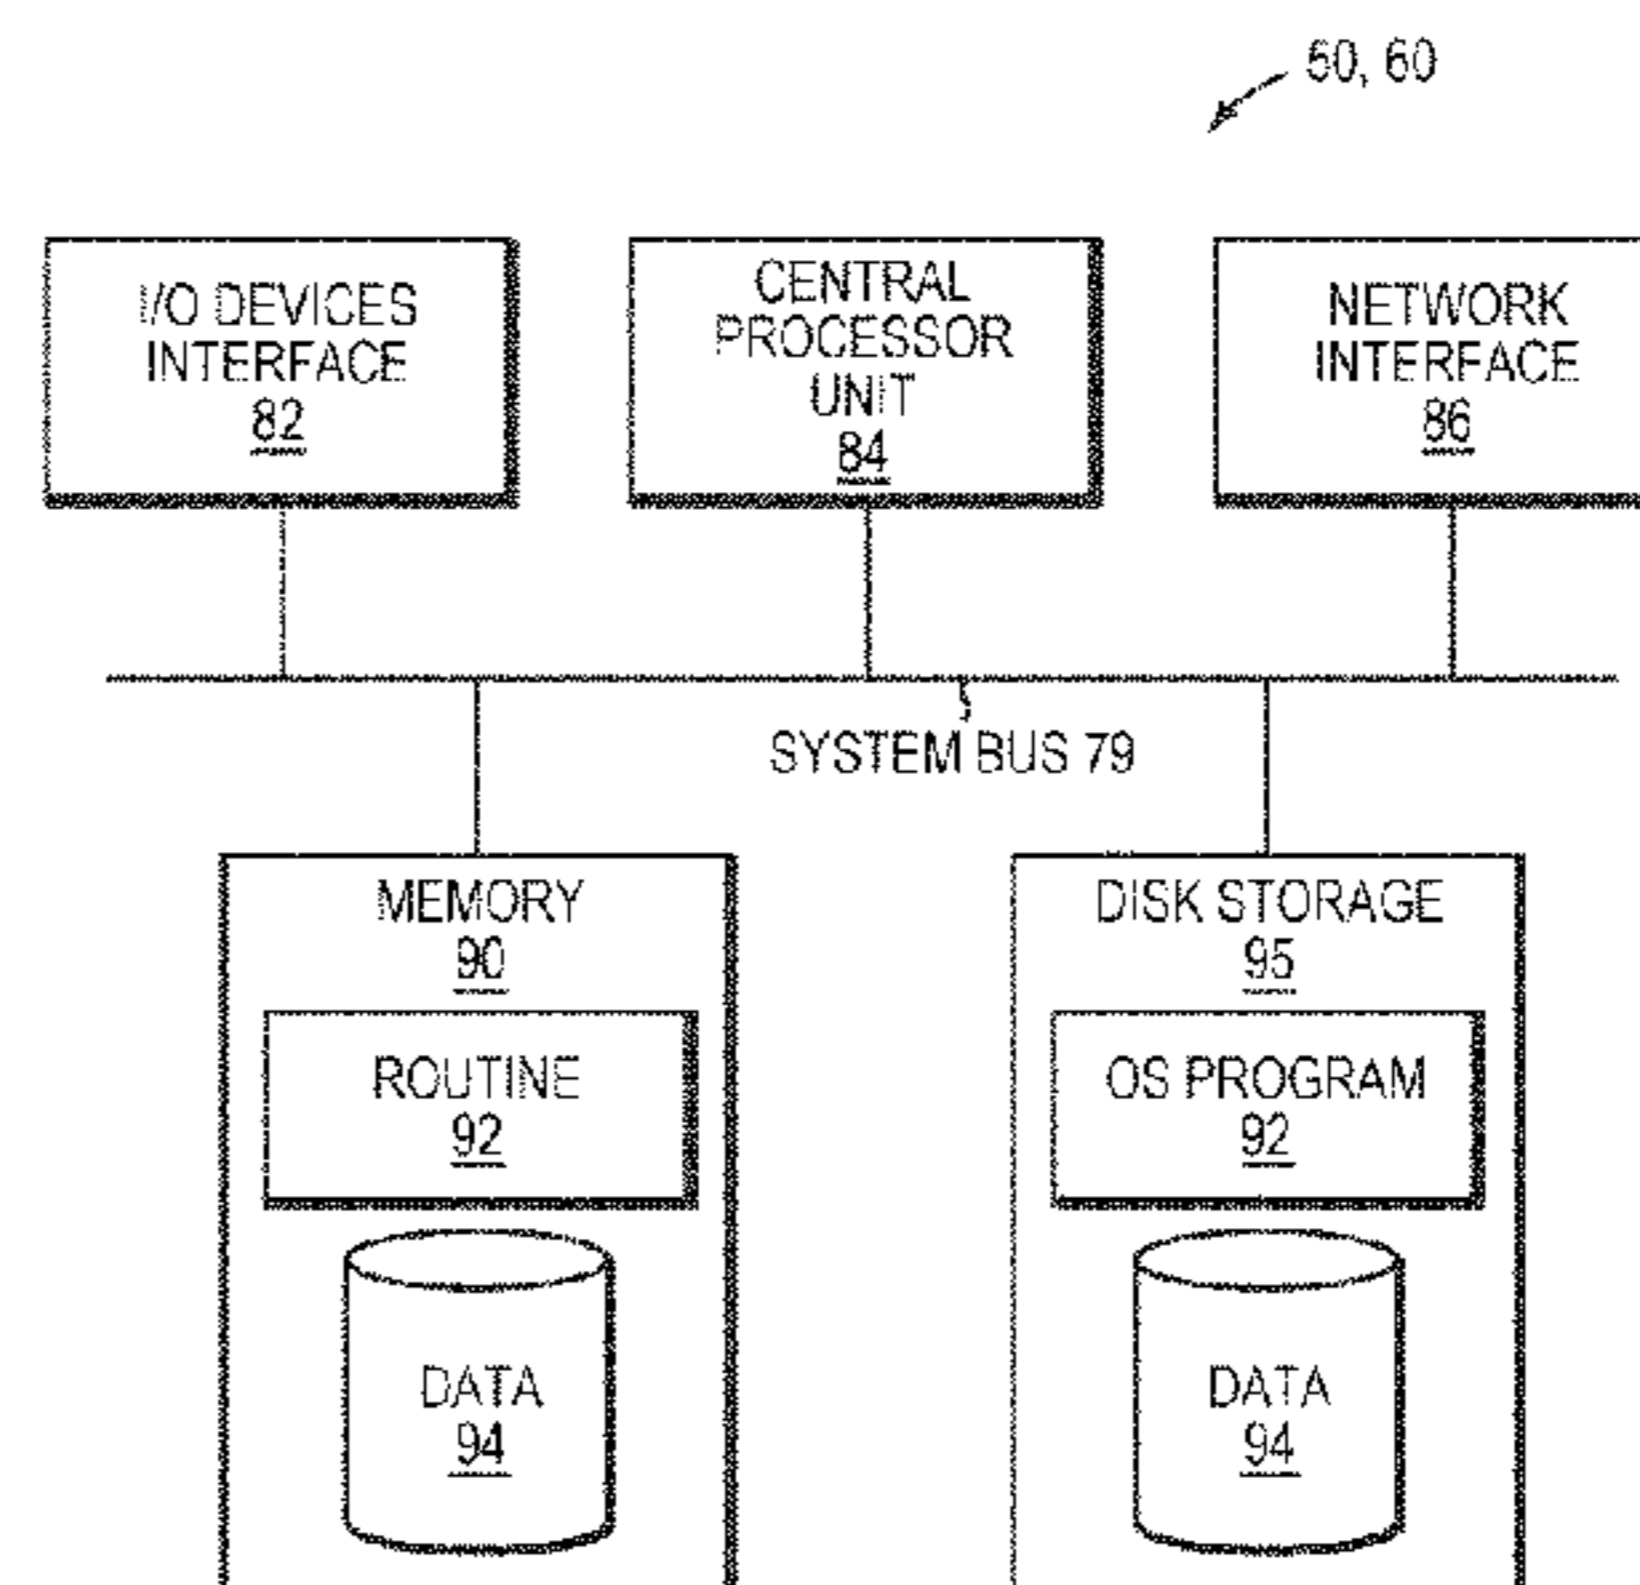 50, 60
I/O DEVICES
INTERFACE
82
CENTRAL
PROCESSOR
UNIT
84
NETWORK
INTERFACE
86
SYSTEM BUS 79
MEMORY
90
ROUTINE
92
DATA
94
DISK STORAGE
95
OS PROGRAM
92
DATA
94